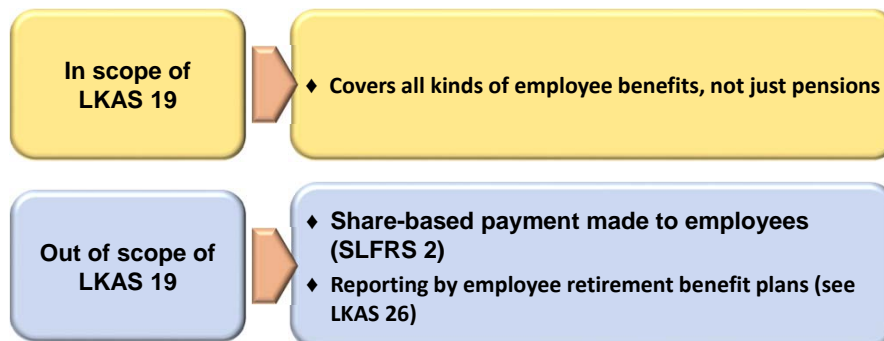 In scope of
LKAS 19
♦ Covers all kinds of employee benefits, not just pensions
Out of scope of
LKAS 19
♦ Share-based payment made to employees
(SLFRS 2)
♦ Reporting by employee retirement benefit plans (see
LKAS 26)